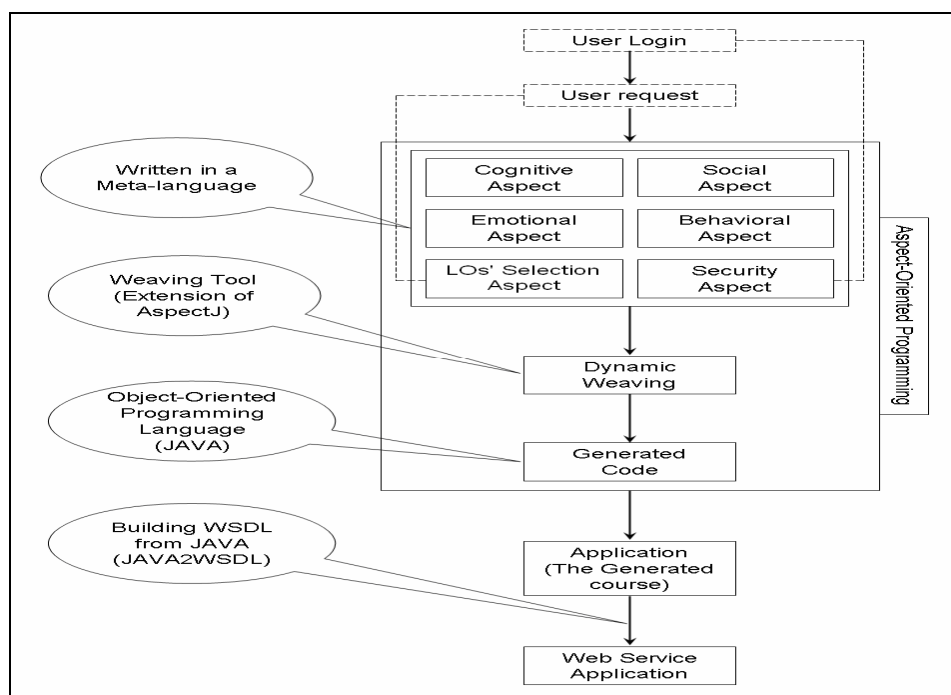 User Login
User request
Written in a
Meta-language
Cognitive
Aspect
Social
Aspect
Emotional
Aspect
Behavioral
Aspect
LOs' Selection
Aspect
Security
Aspect
Aspect-Oriented Programming
Weaving Tool
(Extension of
AspectJ)
Dynamic
Weaving
Object-Oriented
Programming
Language
(JAVA)
Generated
Code
Building WSDL
from JAVA
(JAVA2WSDL)
Application
(The Generated
course)
Web Service
Application